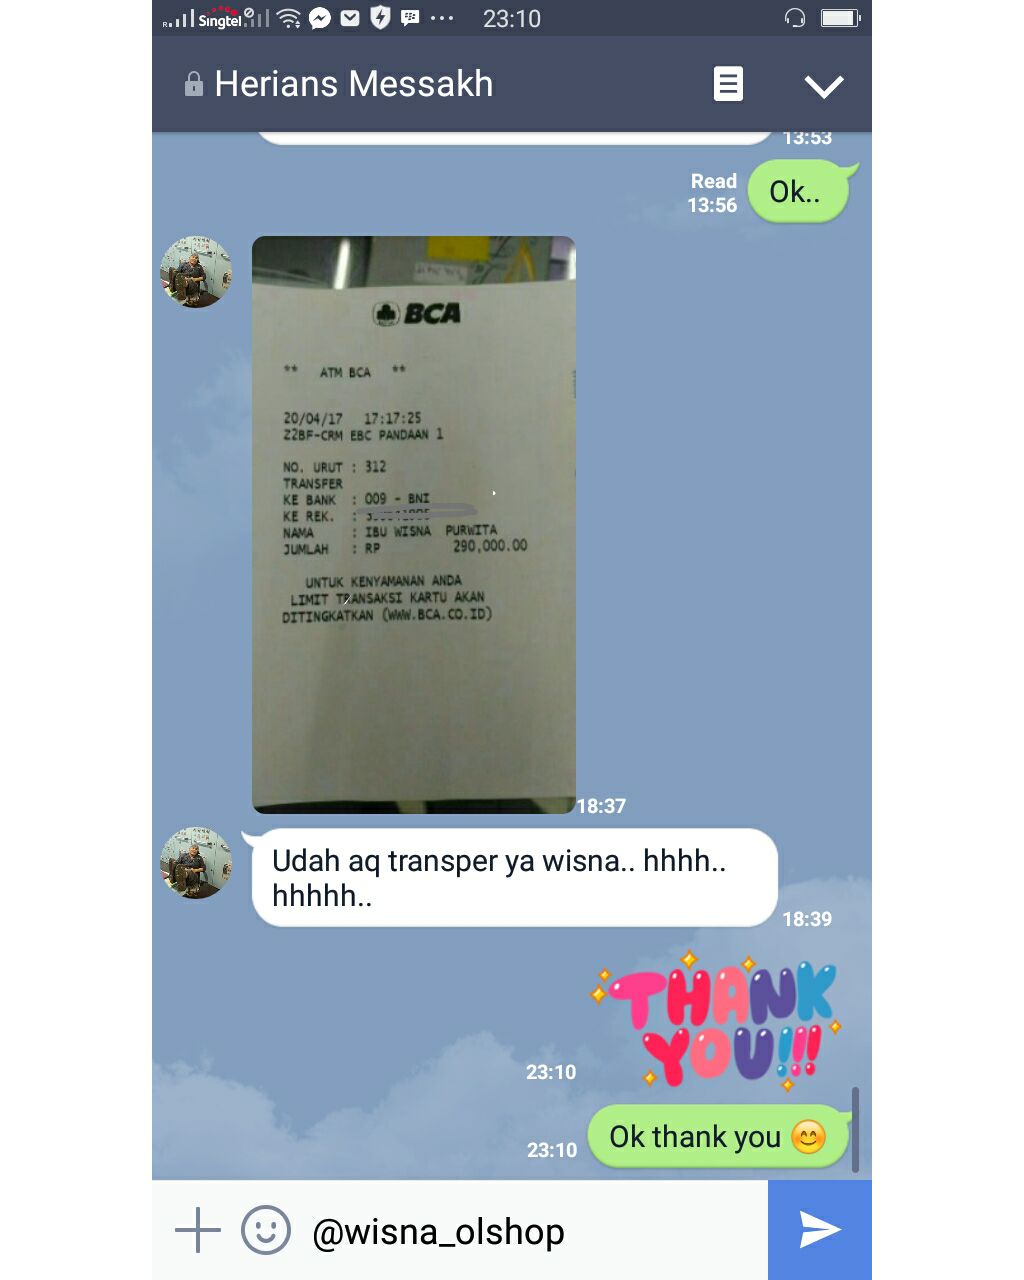 Singtel
23:10
Herians Messakh
13:53
Read
13:56
Ok..
BCA
** ATM BCA **
20/04/17 17:17:25
Z2BF-CRM EBC PANDAAN 1
NO. URUT : 312
TRANSFER
KE BANK : 009 - BNI
KE REK. :
NAMA : IBU WISNA PURWITA
JUMLAH : RP 290,000.00
UNTUK KENYAMANAN ANDA
LIMIT TRANSAKSI KARTU AKAN
DITINGKATKAN (WWW.BCA.CO.ID)
18:37
Udah aq transper ya wisna.. hhhh..
hhhhh..
18:39
THANK
YOU!!!
23:10
Ok thank you 😊
23:10
@wisna_olshop